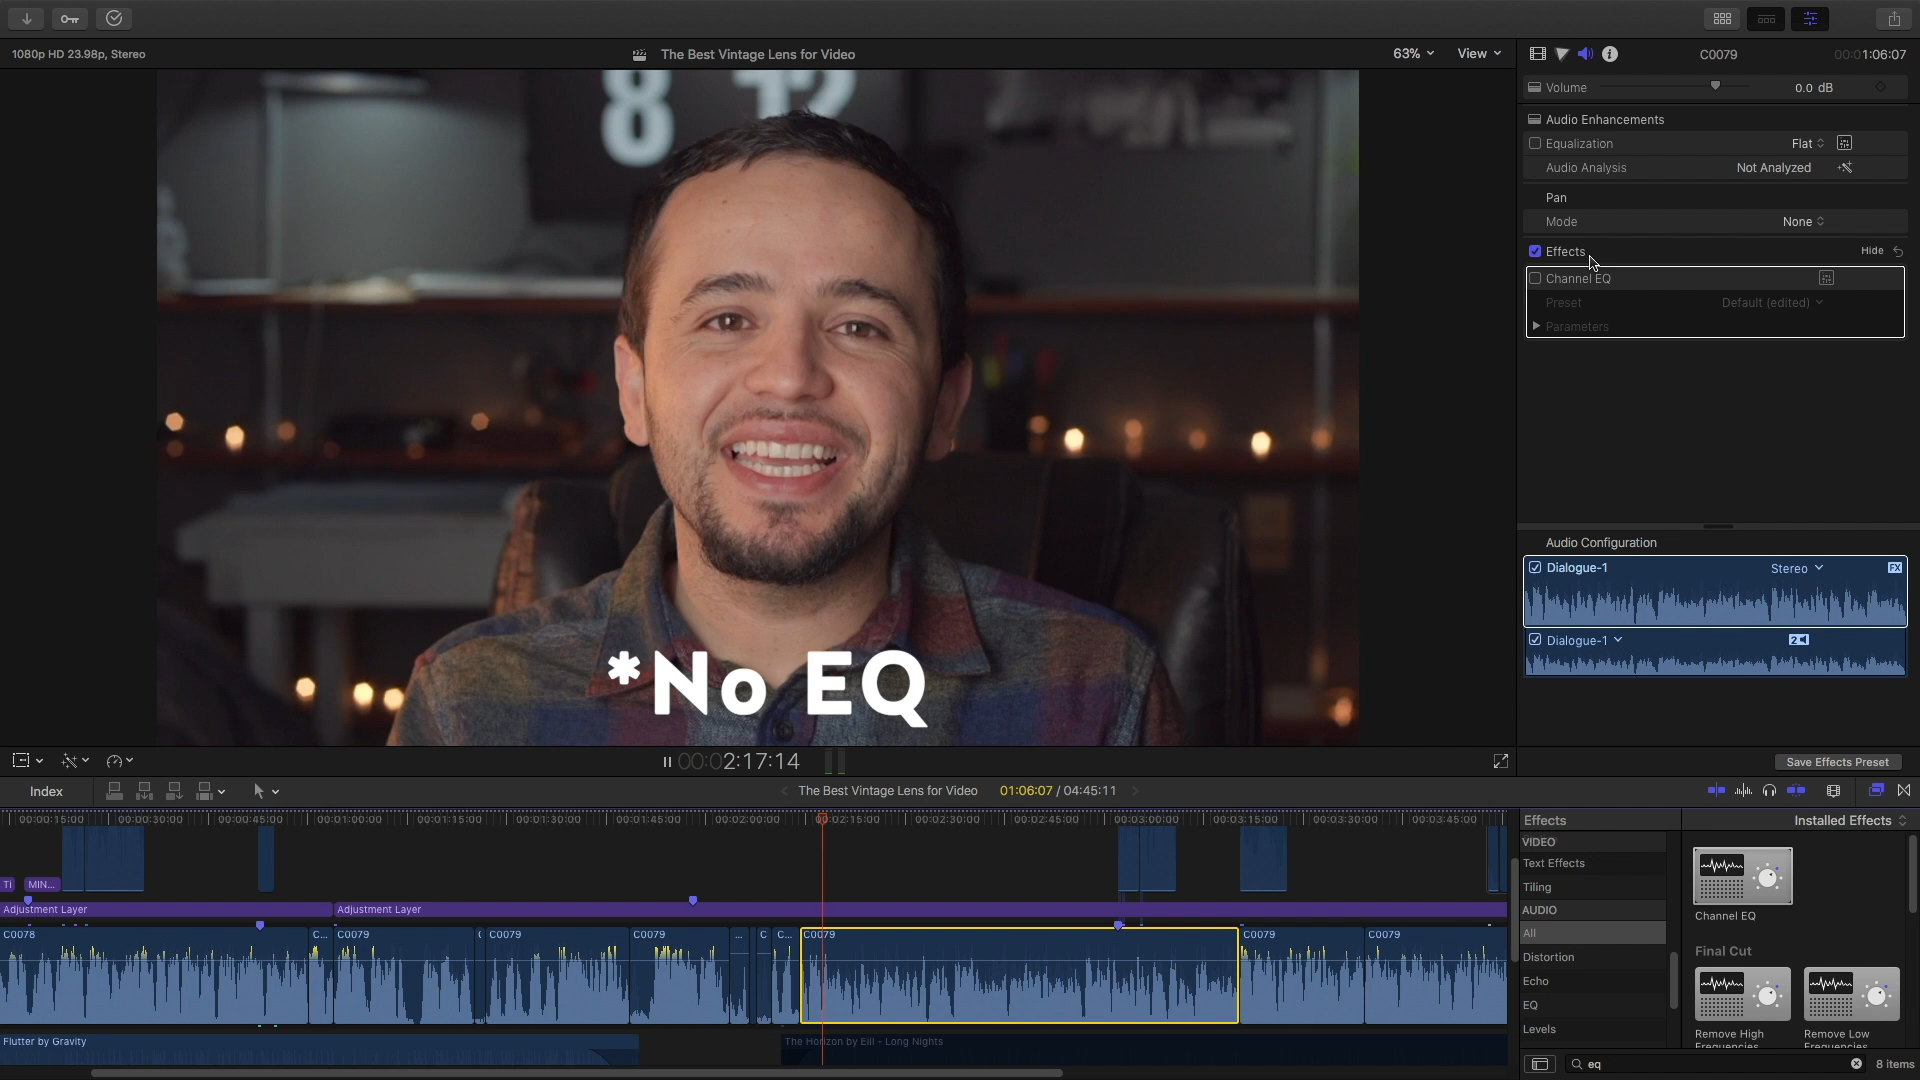 1080p HD 23.98p, Stereo
The Best Vintage Lens for Video
63%
View
C0079
00:01:06:07
Volume
0.0 dB
Audio Enhancements
Equalization
Flat
Audio Analysis
Not Analyzed
Pan
Mode
None
Effects
Hide
Channel EQ
Preset
Default (edited)
Parameters
*No EQ
Audio Configuration
Dialogue-1
Stereo
FX
Dialogue-1
2
00:02:17:14
Save Effects Preset
Index
The Best Vintage Lens for Video
01:06:07 / 04:45:11
00:00:15:00
00:00:30:00
00:00:45:00
00:01:00:00
00:01:15:00
00:01:30:00
00:01:45:00
00:02:00:00
00:02:15:00
00:02:30:00
00:02:45:00
00:03:00:00
00:03:15:00
00:03:30:00
00:03:45:00
Effects
Installed Effects
VIDEO
Text Effects
Tiling
AUDIO
All
Distortion
Echo
EQ
Levels
Channel EQ
Final Cut
Remove High
Frequencies
Remove Low
Frequencies
TI
MIN...
Adjustment Layer
Adjustment Layer
C0078
C...
C0079
C0079
C0079
...
C
C...
C0079
C0079
C0079
Flutter by Gravity
The Horizon by Elll - Long Nights
eq
8 items